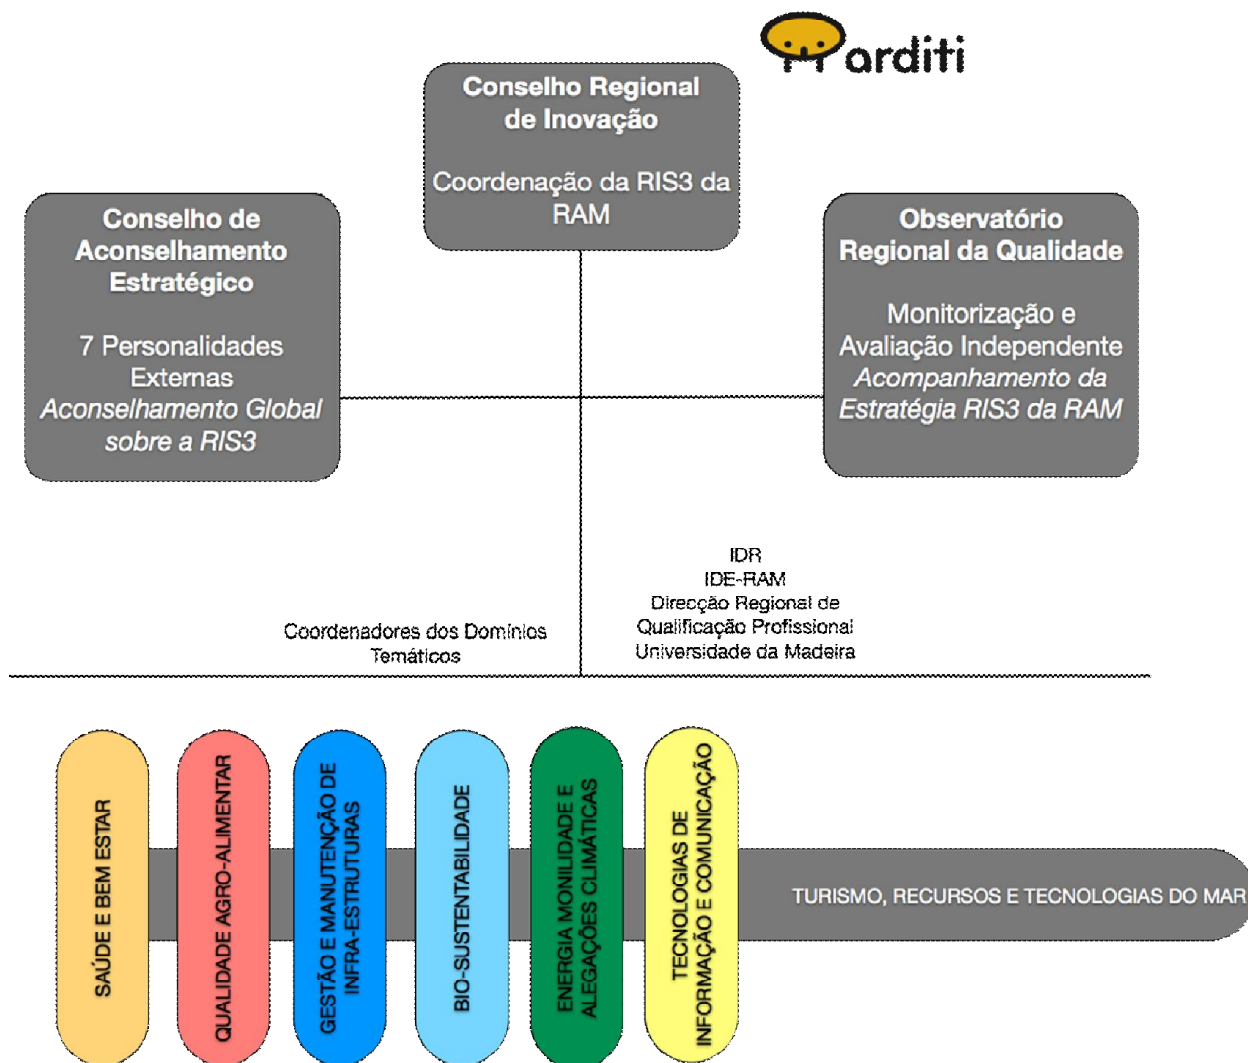 arditi
Conselho Regional
de Inovação
Coordenação da RIS3 da
RAM
Conselho de
Aconselhamento
Estratégico
7 Personalidades
Externas
Aconselhamento Global
sobre a RIS3
Observatório
Regional da Qualidade
Monitorização e
Avaliação Independente
Acompanhamento da
Estratégia RIS3 da RAM
Coordenadores dos Domínios
Temáticos
IDR
IDE-RAM
Direcção Regional de
Qualificação Profissional
Universidade da Madeira
SAÚDE E BEM ESTAR
QUALIDADE AGRO-ALIMENTAR
GESTÃO E MANUTENÇÃO DE
INFRA-ESTRUTURAS
BIO-SUSTENTABILIDADE
ENERGIA MONILIDADE E
ALEGAÇÕES CLIMÁTICAS
TECNOLOGIAS DE
INFORMAÇÃO E COMUNICAÇÃO
TURISMO, RECURSOS E TECNOLOGIAS DO MAR